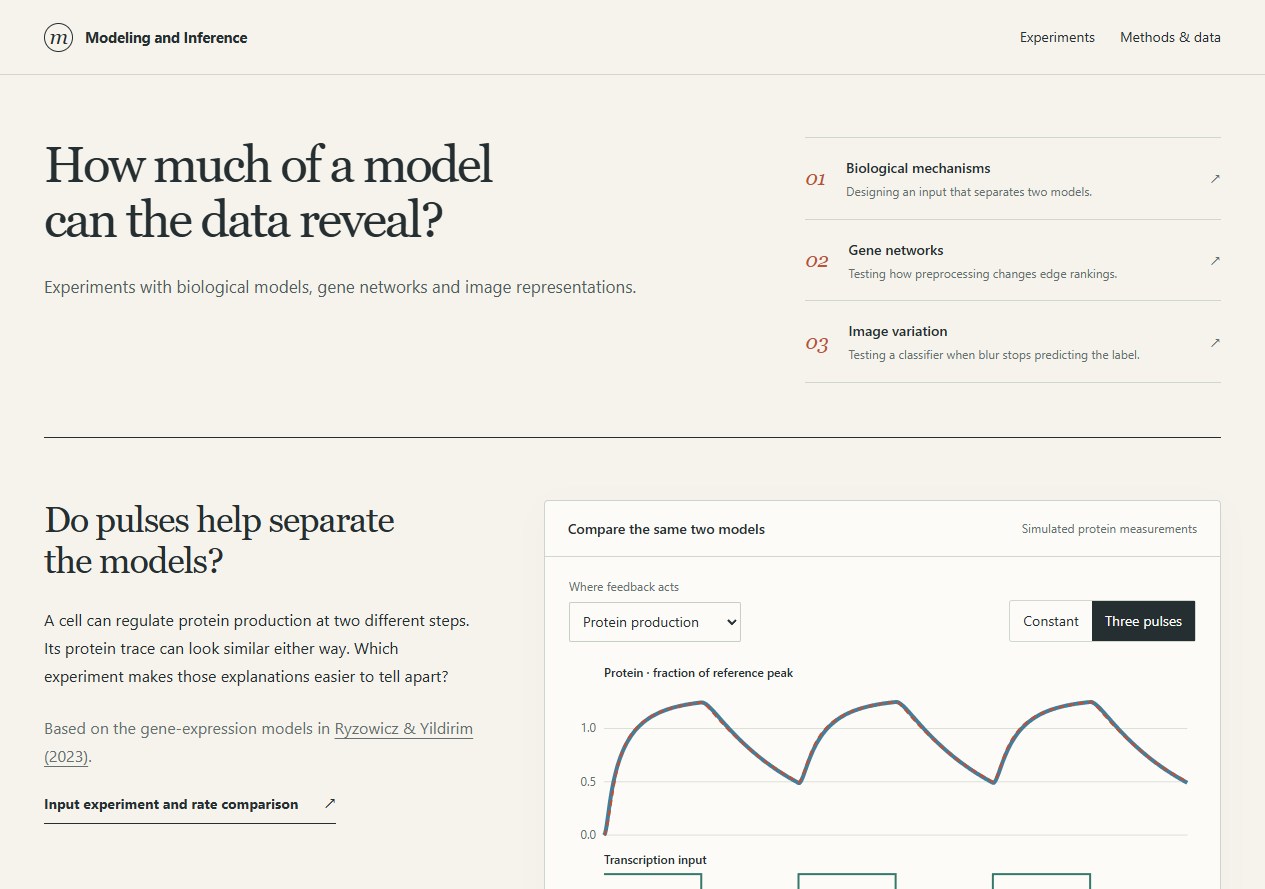 m Modeling and Inference
Experiments Methods & data
How much of a model
can the data reveal?
Experiments with biological models, gene networks and image representations.
01 Biological mechanisms ↗
Designing an input that separates two models.
02 Gene networks ↗
Testing how preprocessing changes edge rankings.
03 Image variation ↗
Testing a classifier when blur stops predicting the label.
Do pulses help separate
the models?
A cell can regulate protein production at two different steps.
Its protein trace can look similar either way. Which
experiment makes those explanations easier to tell apart?
Based on the gene-expression models in Ryzowicz & Yildirim
(2023).
Input experiment and rate comparison ↗
Compare the same two models
Simulated protein measurements
Where feedback acts
Protein production
Constant Three pulses
Protein · fraction of reference peak
1.0
0.5
0.0
Transcription input